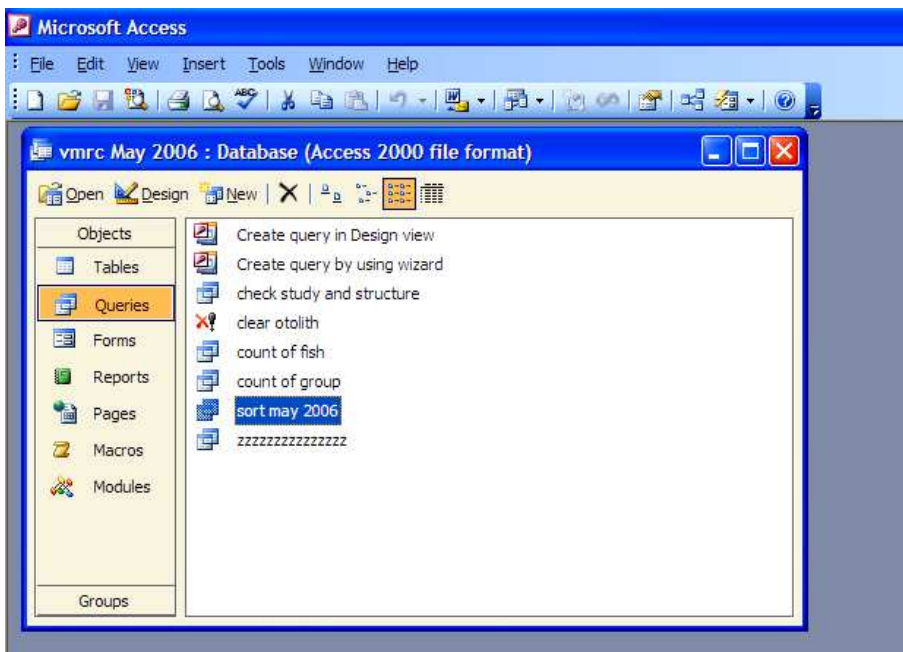 Microsoft Access
File Edit View Insert Tools Window Help
ABC
W
vmrc May 2006 : Database (Access 2000 file format)
Open Design New
Objects
Tables
Queries
Forms
Reports
Pages
Macros
Modules
Groups
Create query in Design view
Create query by using wizard
check study and structure
clear otolith
count of fish
count of group
sort may 2006
zzzzzzzzzzzzzzz